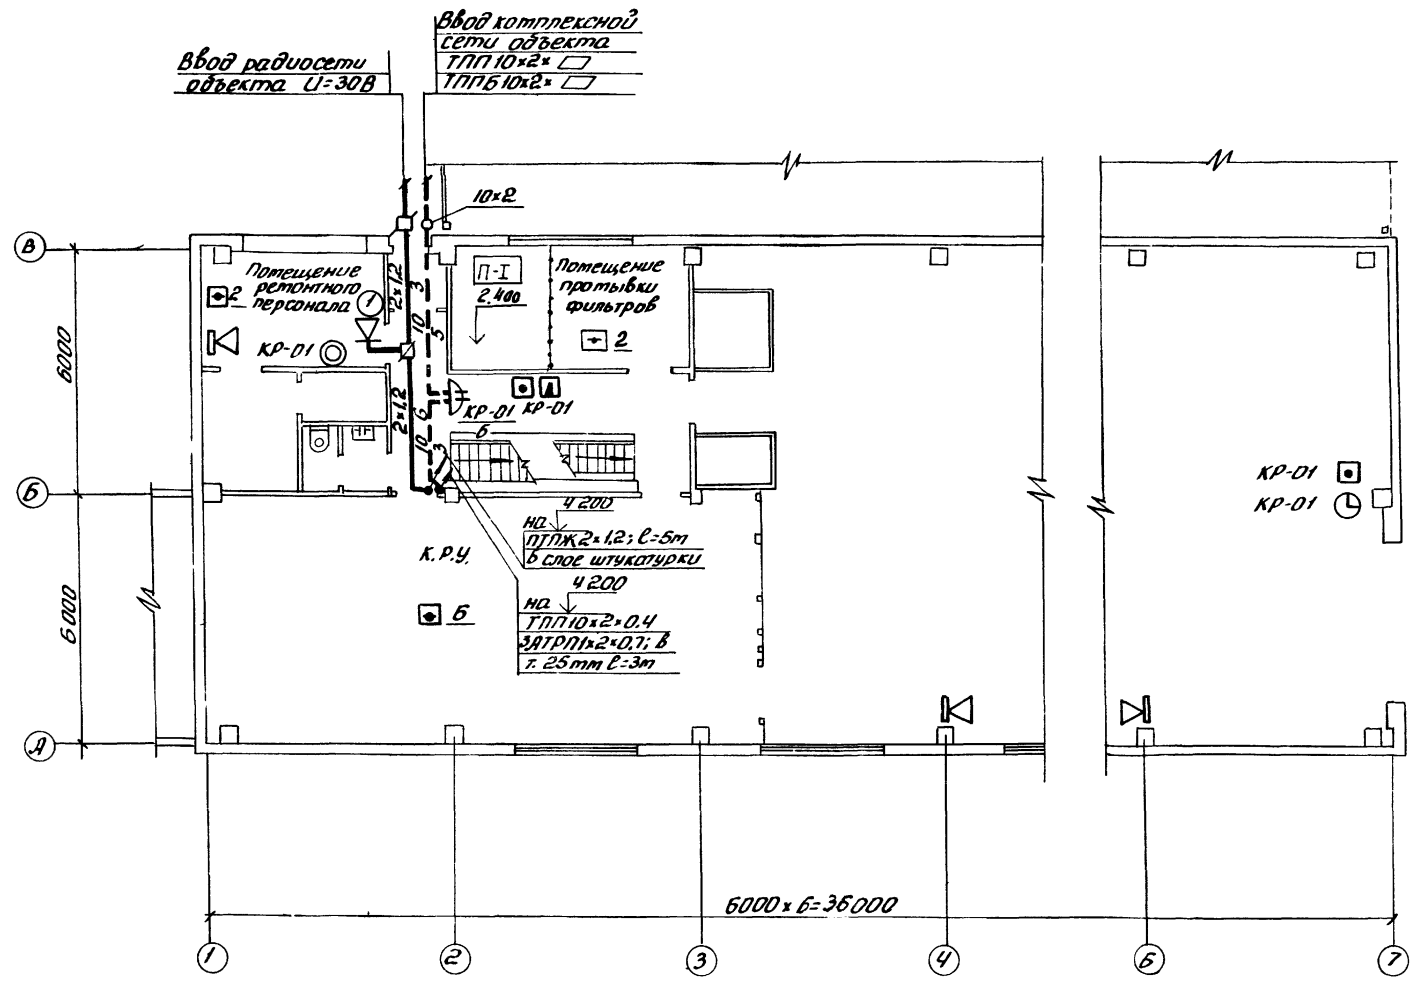 Ввод комплексной
сети объекта
ТПП 10×2×
ТППБ 10×2×
Ввод радиосети
объекта U=30В
10×2
В
Помещение
ремонтного
персонала
2
1
2×1,2
3
10
5
П-I
2.400
Помещение
промывки
фильтров
2
6000
КР-01
2×1,2
6
10
КР-01
КР-01
6
3
Б
КР-01
КР-01
4200
на
ПТПЖ 2×1,2; ℓ=5м
в слое штукатурки
К.Р.У.
4200
на
ТПП 10×2×0,4
ЗАТРП 1×2×0,7; в
т. 25мм ℓ=3м
6
6000
А
6000×6=36000
1
2
3
4
6
7